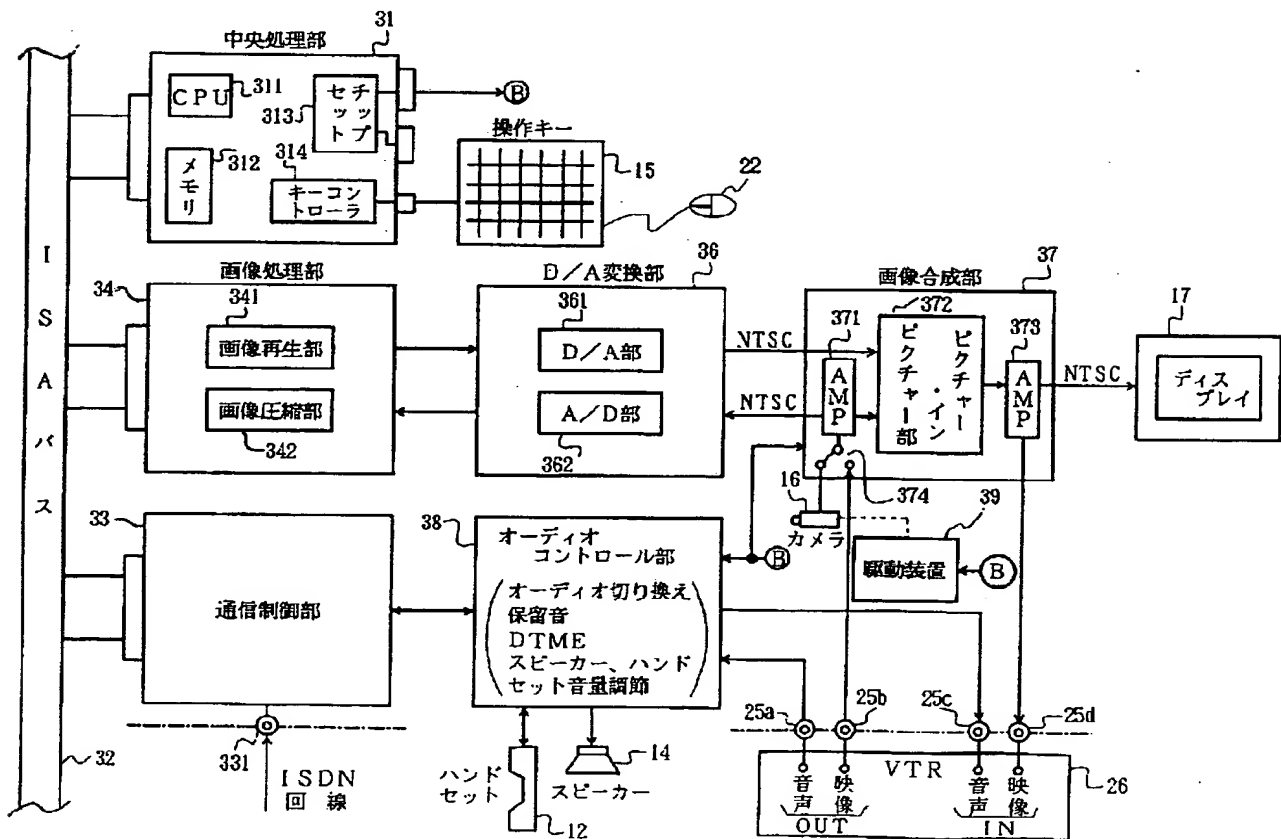 中央処理部
31
CPU
311
313
チップ
セット
B
メモリ
312
314
キーコン
トローラ
操作キー
15
22
ISAバス
32
画像処理部
34
341
画像再生部
画像圧縮部
342
D/A変換部
36
361
D/A部
A/D部
362
NTSC
NTSC
画像合成部
37
371
AMP
372
ピクチャー・イン
ピクチャー部
373
AMP
NTSC
17
ディス
プレイ
374
16
カメラ
39
駆動装置
B
33
通信制御部
331
ISDN
回線
38
オーディオ
コントロール部
B
オーディオ切り換え
保留音
DTME
スピーカー、ハンド
セット音量調節
ハンド
セット
12
14
スピーカー
25a
25b
25c
25d
VTR
26
音声
映像
OUT
音声
映像
IN